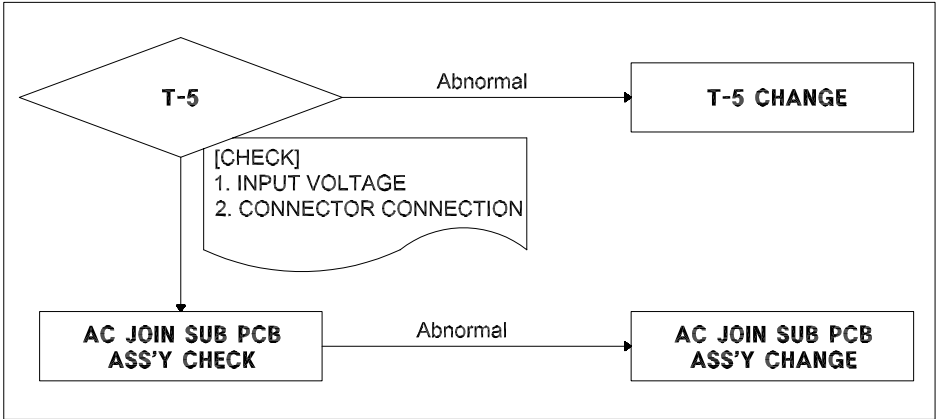 T-5
Abnormal
T-5 CHANGE
[CHECK]
1. INPUT VOLTAGE
2. CONNECTOR CONNECTION
AC JOIN SUB PCB
ASS'Y CHECK
Abnormal
AC JOIN SUB PCB
ASS'Y CHANGE